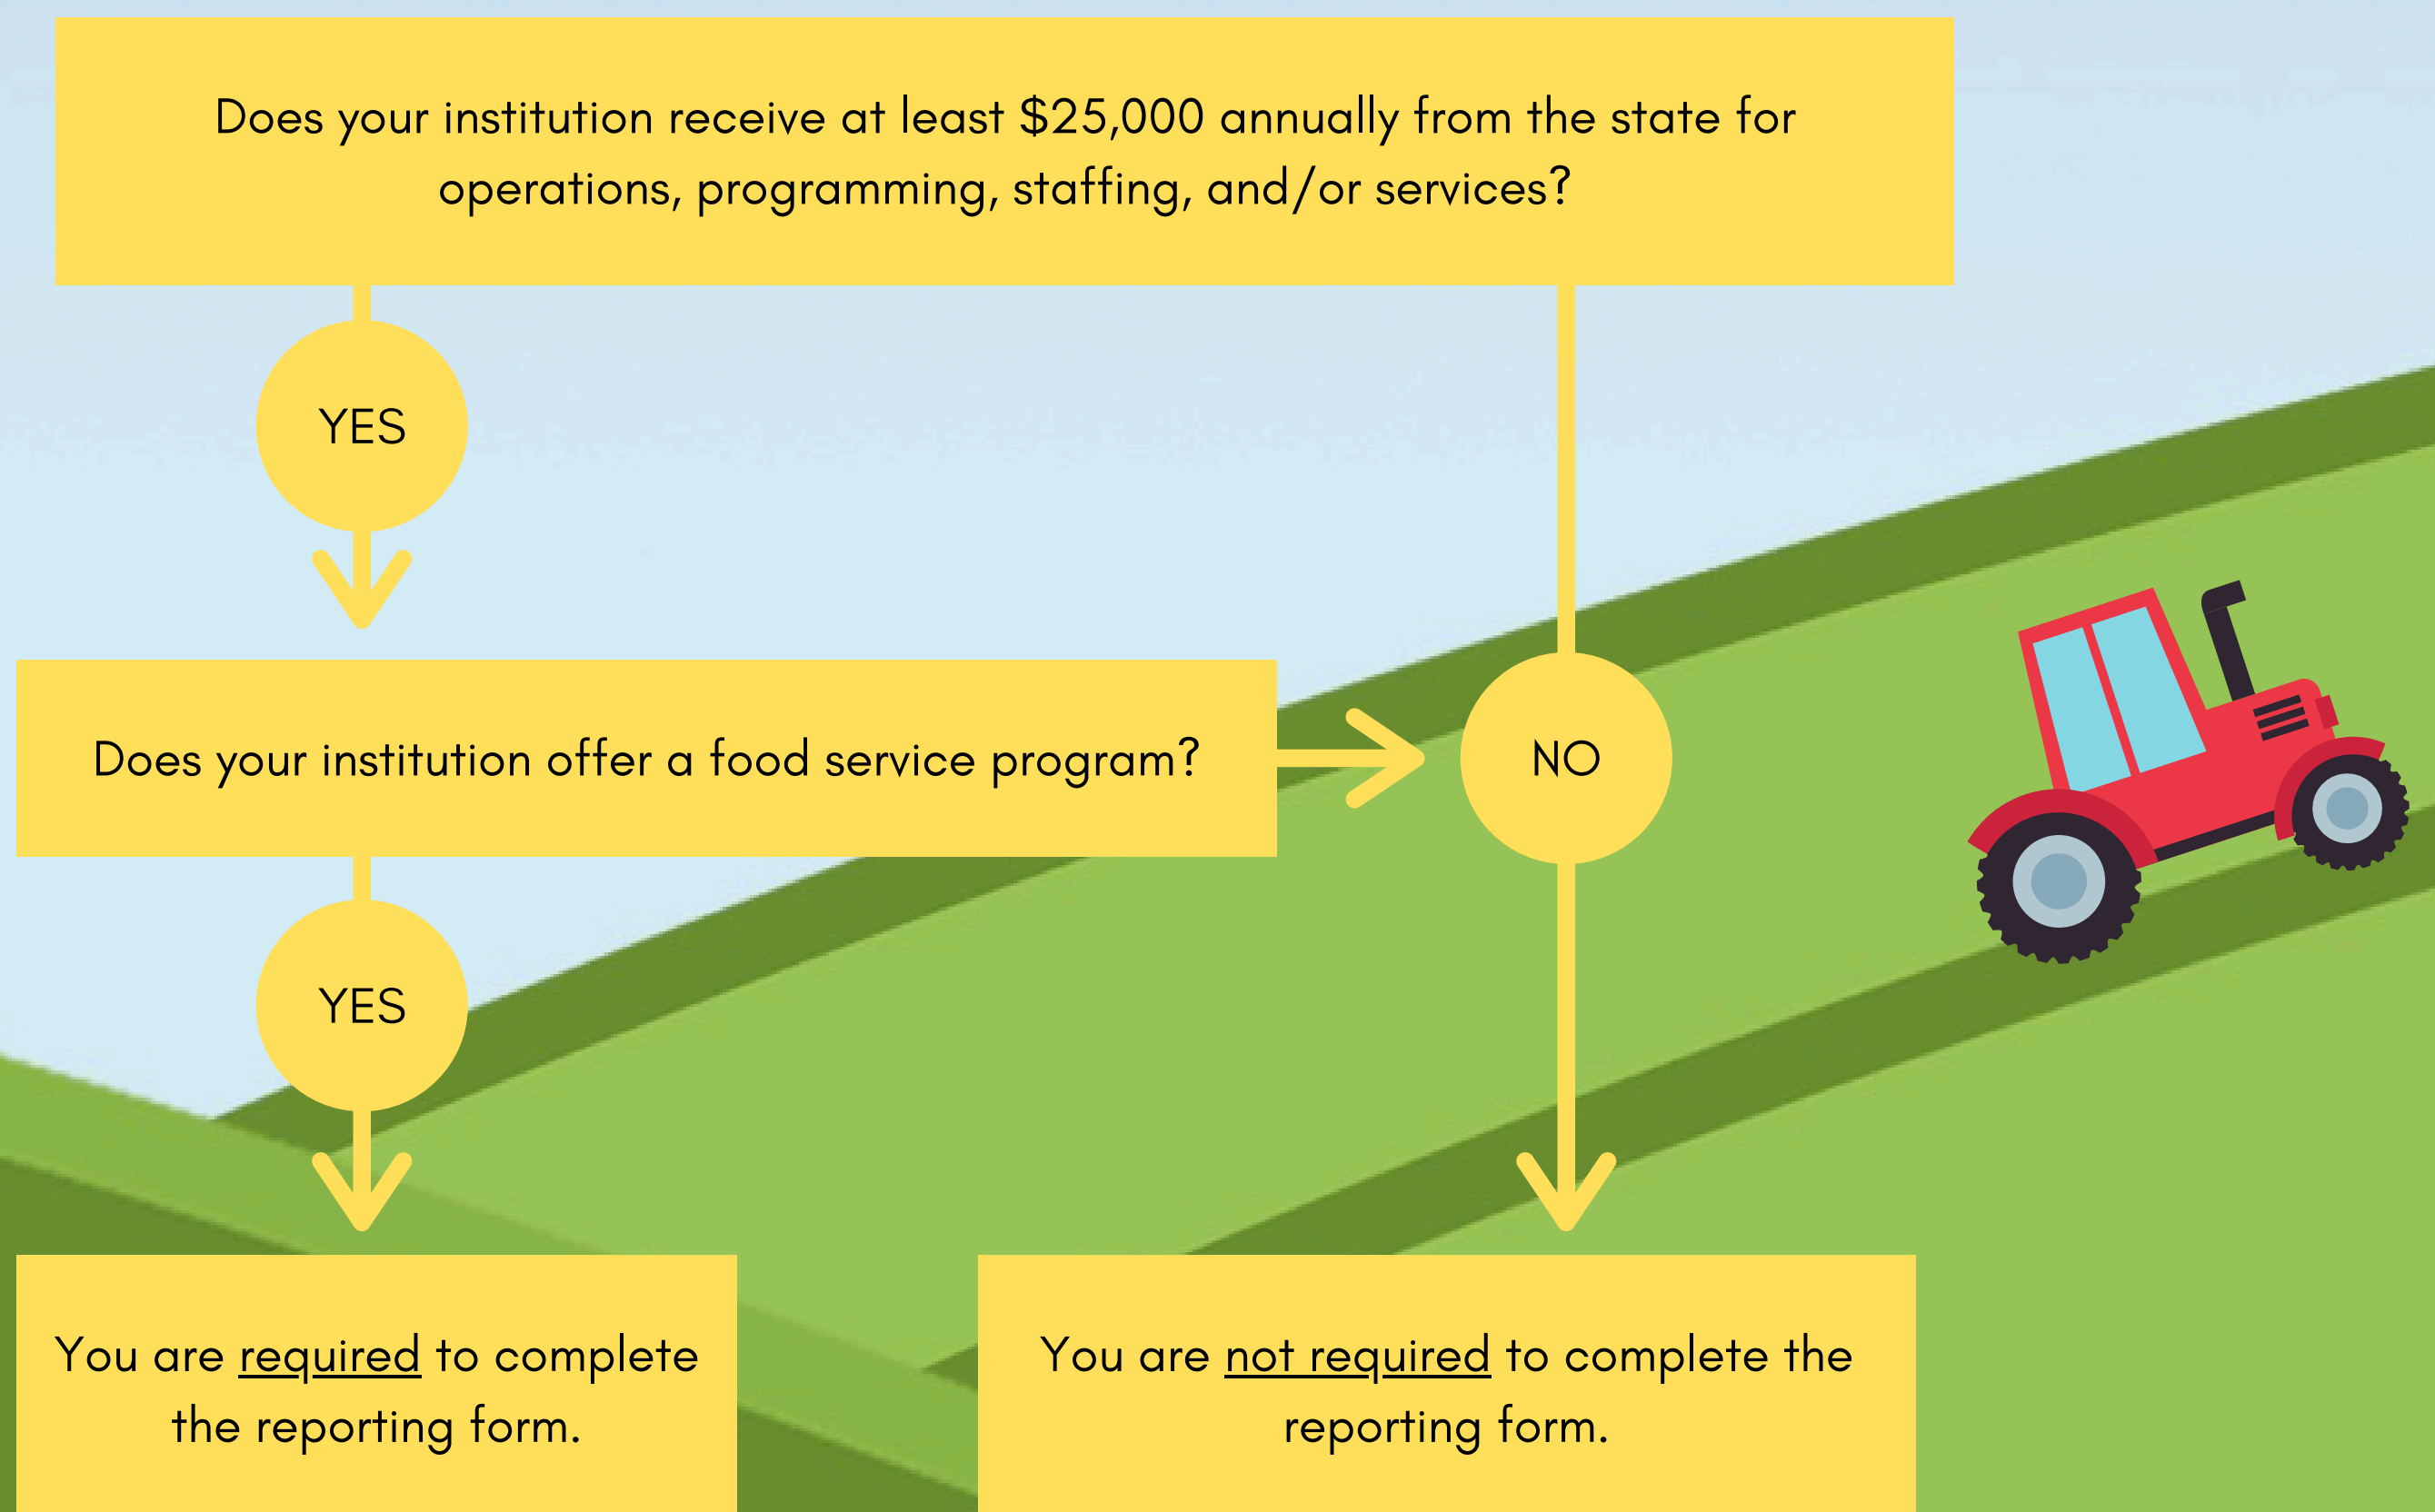 Does your institution receive at least $25,000 annually from the state for
operations, programming, staffing, and/or services?
YES
Does your institution offer a food service program?
NO
YES
You are required to complete
the reporting form.
You are not required to complete the
reporting form.